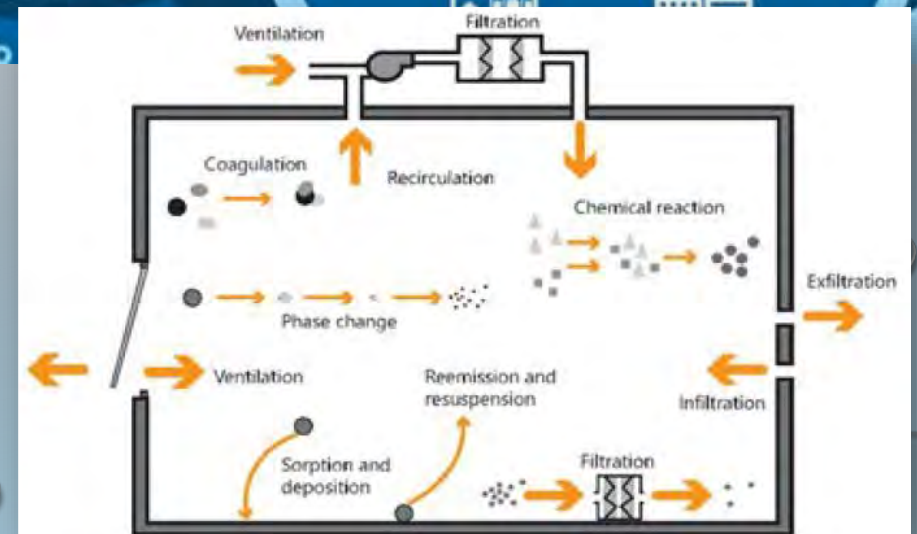 Filtration
Ventilation
Coagulation
Recirculation
Chemical reaction
Exfiltration
Phase change
Ventilation
Reemission and
resuspension
Infiltration
Sorption and
deposition
Filtration